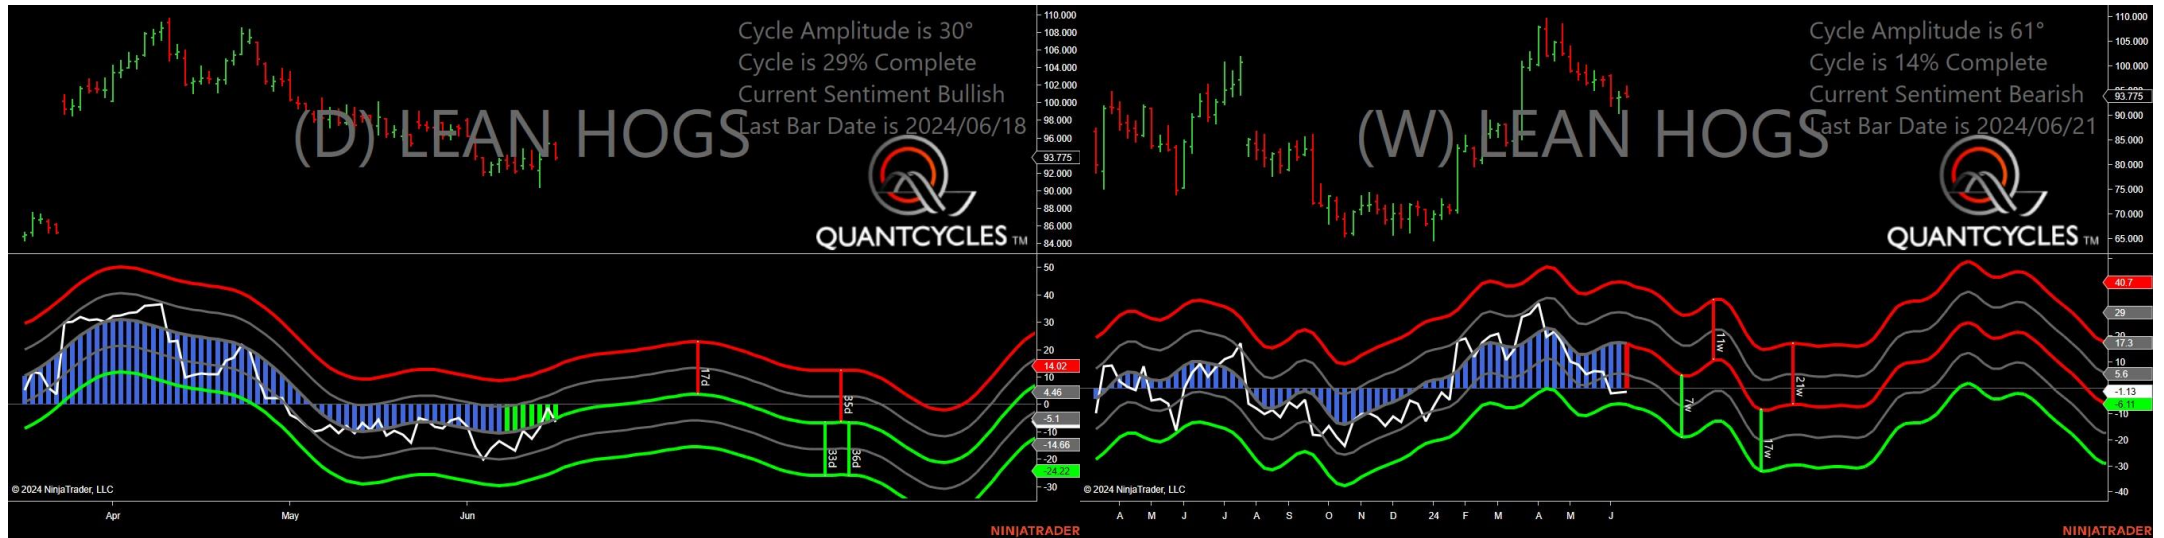 Cycle Amplitude is 30°
Cycle is 29% Complete
Current Sentiment Bullish
Last Bar Date is 2024/06/18
(D) LEAN HOGS
QUANTCYCLES TM
110.000
108.000
106.000
104.000
102.000
100.000
98.000
96.000
93.775
92.000
90.000
88.000
86.000
84.000
50
40
30
20
14.02
10
4.46
0
-5.1
-10
-14.66
-20
-24.22
-30
17d
35d
33d
36d
© 2024 NinjaTrader, LLC
Apr May Jun
NINJATRADER
Cycle Amplitude is 61°
Cycle is 14% Complete
Current Sentiment Bearish
Last Bar Date is 2024/06/21
(W) LEAN HOGS
QUANTCYCLES TM
110.000
105.000
100.000
93.775
90.000
85.000
80.000
75.000
70.000
65.000
40.7
29
20
17.3
10
5.6
-1.13
-6.11
-10
-20
-30
-40
11w
7w
21w
17w
© 2024 NinjaTrader, LLC
A M J J A S O N D 24 F M A M J
NINJATRADER